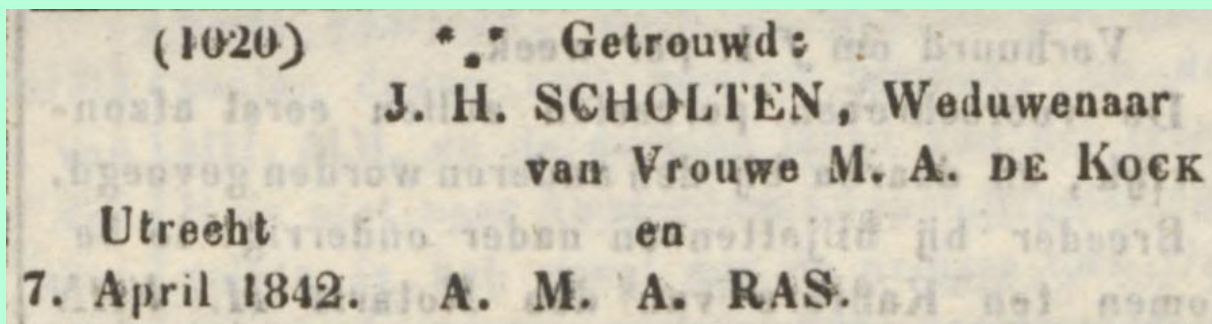 (1020) *⁎* Getrouwd:
J. H. SCHOLTEN, Weduwenaar
van Vrouwe M. A. DE KOCK
Utrecht en
7. April 1842. A. M. A. RAS.